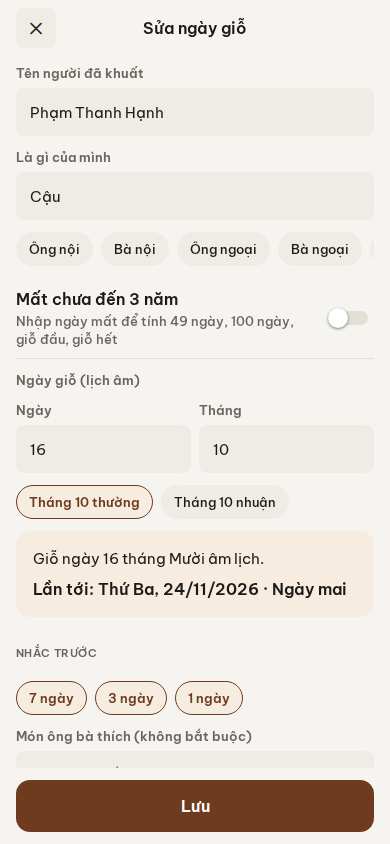 Sửa ngày giỗ
Tên người đã khuất
Phạm Thanh Hạnh
Là gì của mình
Cậu
Ông nội
Bà nội
Ông ngoại
Bà ngoại
Mất chưa đến 3 năm
Nhập ngày mất để tính 49 ngày, 100 ngày,
giỗ đầu, giỗ hết
Ngày giỗ (lịch âm)
Ngày
Tháng
16
10
Tháng 10 thường
Tháng 10 nhuận
Giỗ ngày 16 tháng Mười âm lịch.
Lần tới: Thứ Ba, 24/11/2026 · Ngày mai
NHẮC TRƯỚC
7 ngày
3 ngày
1 ngày
Món ông bà thích (không bắt buộc)
Lưu